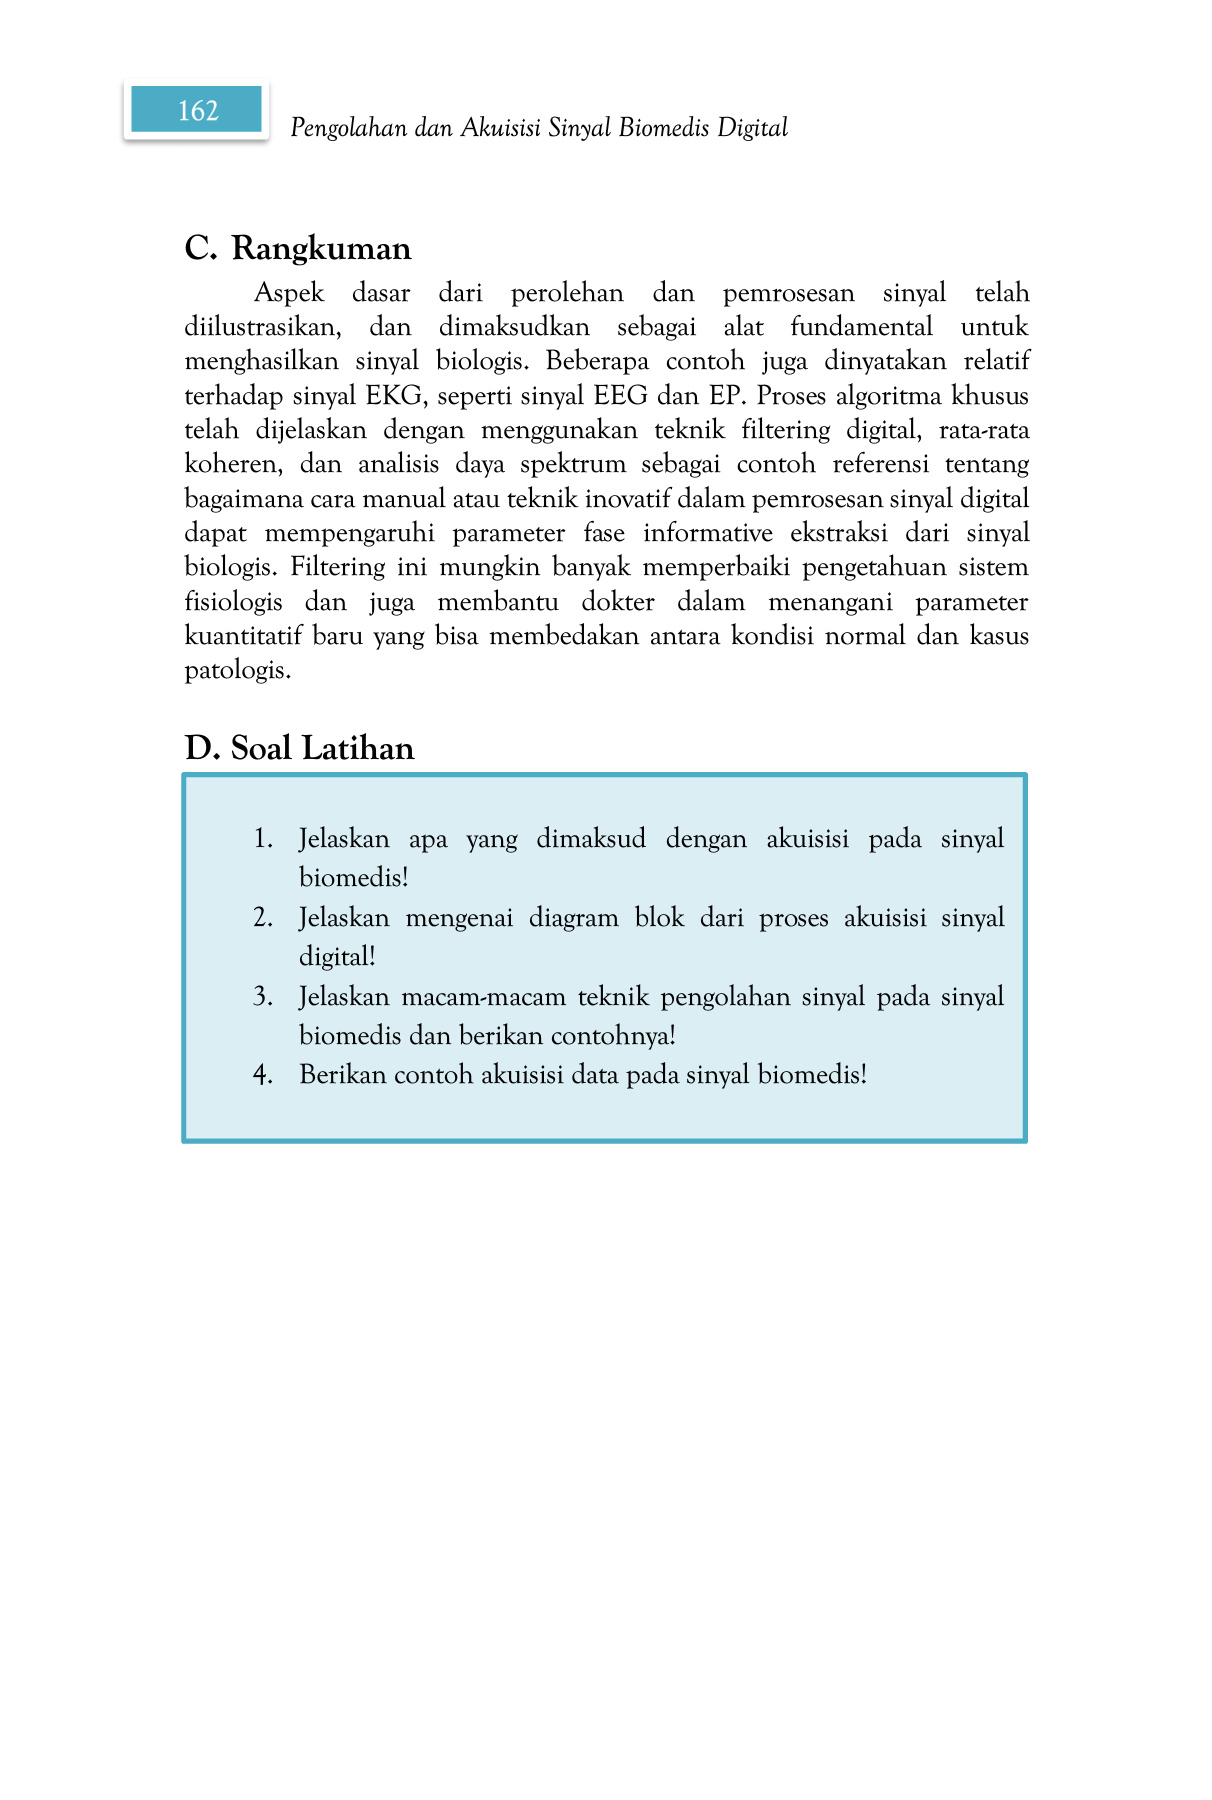 162
Pengolahan dan Akuisisi Sinyal Biomedis Digital
C. Rangkuman
Aspek dasar dari perolehan dan pemrosesan sinyal telah
diilustrasikan, dan dimaksudkan sebagai alat fundamental untuk
menghasilkan sinyal biologis. Beberapa contoh juga dinyatakan relatif
terhadap sinyal EKG, seperti sinyal EEG dan EP. Proses algoritma khusus
telah dijelaskan dengan menggunakan teknik filtering digital, rata-rata
koheren, dan analisis daya spektrum sebagai contoh referensi tentang
bagaimana cara manual atau teknik inovatif dalam pemrosesan sinyal digital
dapat mempengaruhi parameter fase informative ekstraksi dari sinyal
biologis. Filtering ini mungkin banyak memperbaiki pengetahuan sistem
fisiologis dan juga membantu dokter dalam menangani parameter
kuantitatif baru yang bisa membedakan antara kondisi normal dan kasus
patologis.
D. Soal Latihan
1. Jelaskan apa yang dimaksud dengan akuisisi pada sinyal
biomedis!
2. Jelaskan mengenai diagram blok dari proses akuisisi sinyal
digital!
3. Jelaskan macam-macam teknik pengolahan sinyal pada sinyal
biomedis dan berikan contohnya!
4. Berikan contoh akuisisi data pada sinyal biomedis!